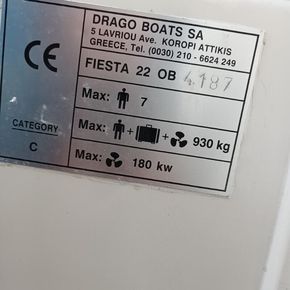 DRAGO BOATS SA
5 LAVRIOU Ave. KOROPI ATTIKIS
GREECE, Tel. (0030) 210 - 6624 249
CE
FIESTA 22 OB 4187
Max: 7
Max: + + 930 kg
CATEGORY
C
Max: 180 kw